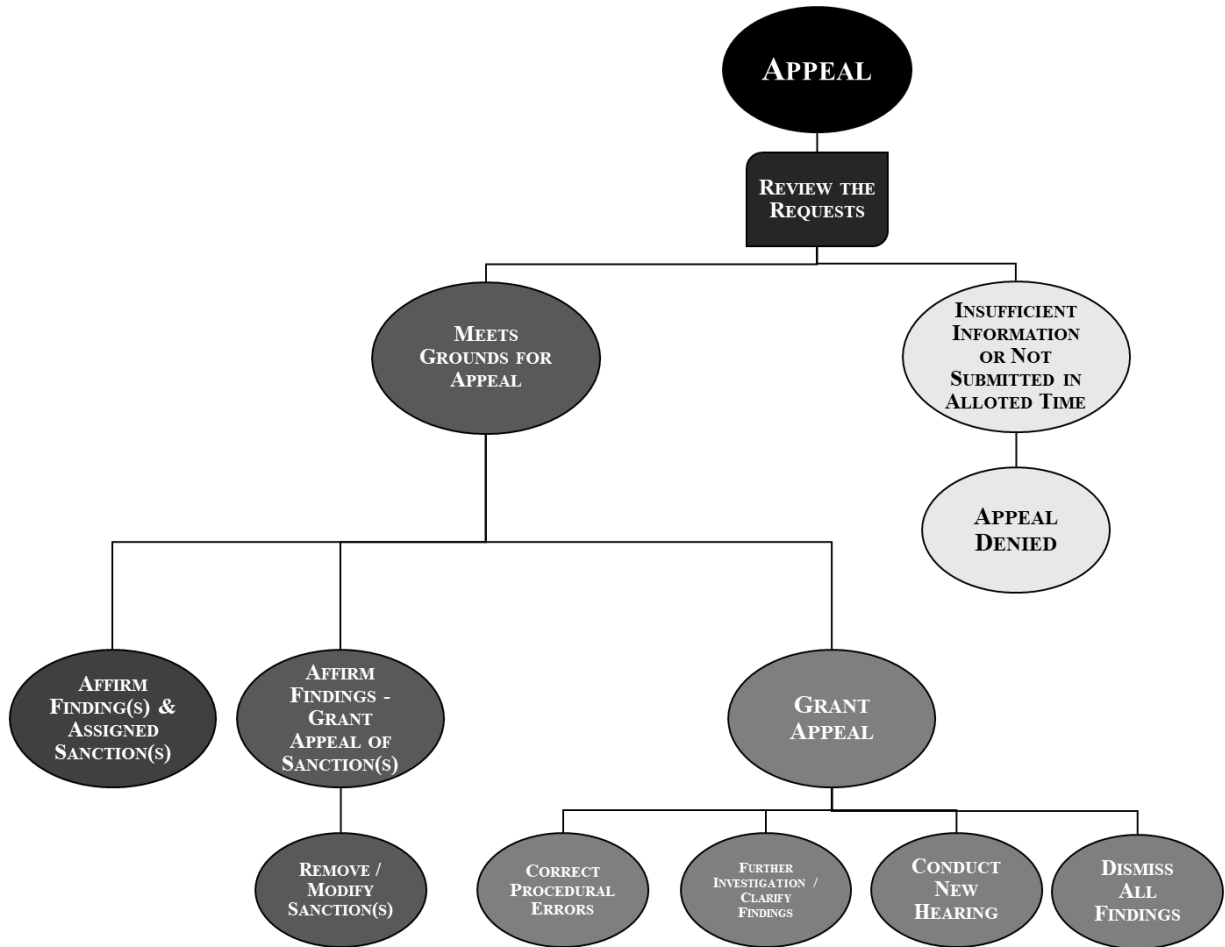 APPEAL
REVIEW THE
REQUESTS
MEETS
GROUNDS FOR
APPEAL
INSUFFICIENT
INFORMATION
OR NOT
SUBMITTED IN
ALLOTED TIME
APPEAL
DENIED
AFFIRM
FINDING(S) &
ASSIGNED
SANCTION(S)
AFFIRM
FINDINGS -
GRANT
APPEAL OF
SANCTION(S)
GRANT
APPEAL
REMOVE /
MODIFY
SANCTION(S)
CORRECT
PROCEDURAL
ERRORS
FURTHER
INVESTIGATION /
CLARIFY
FINDINGS
CONDUCT
NEW
HEARING
DISMISS
ALL
FINDINGS